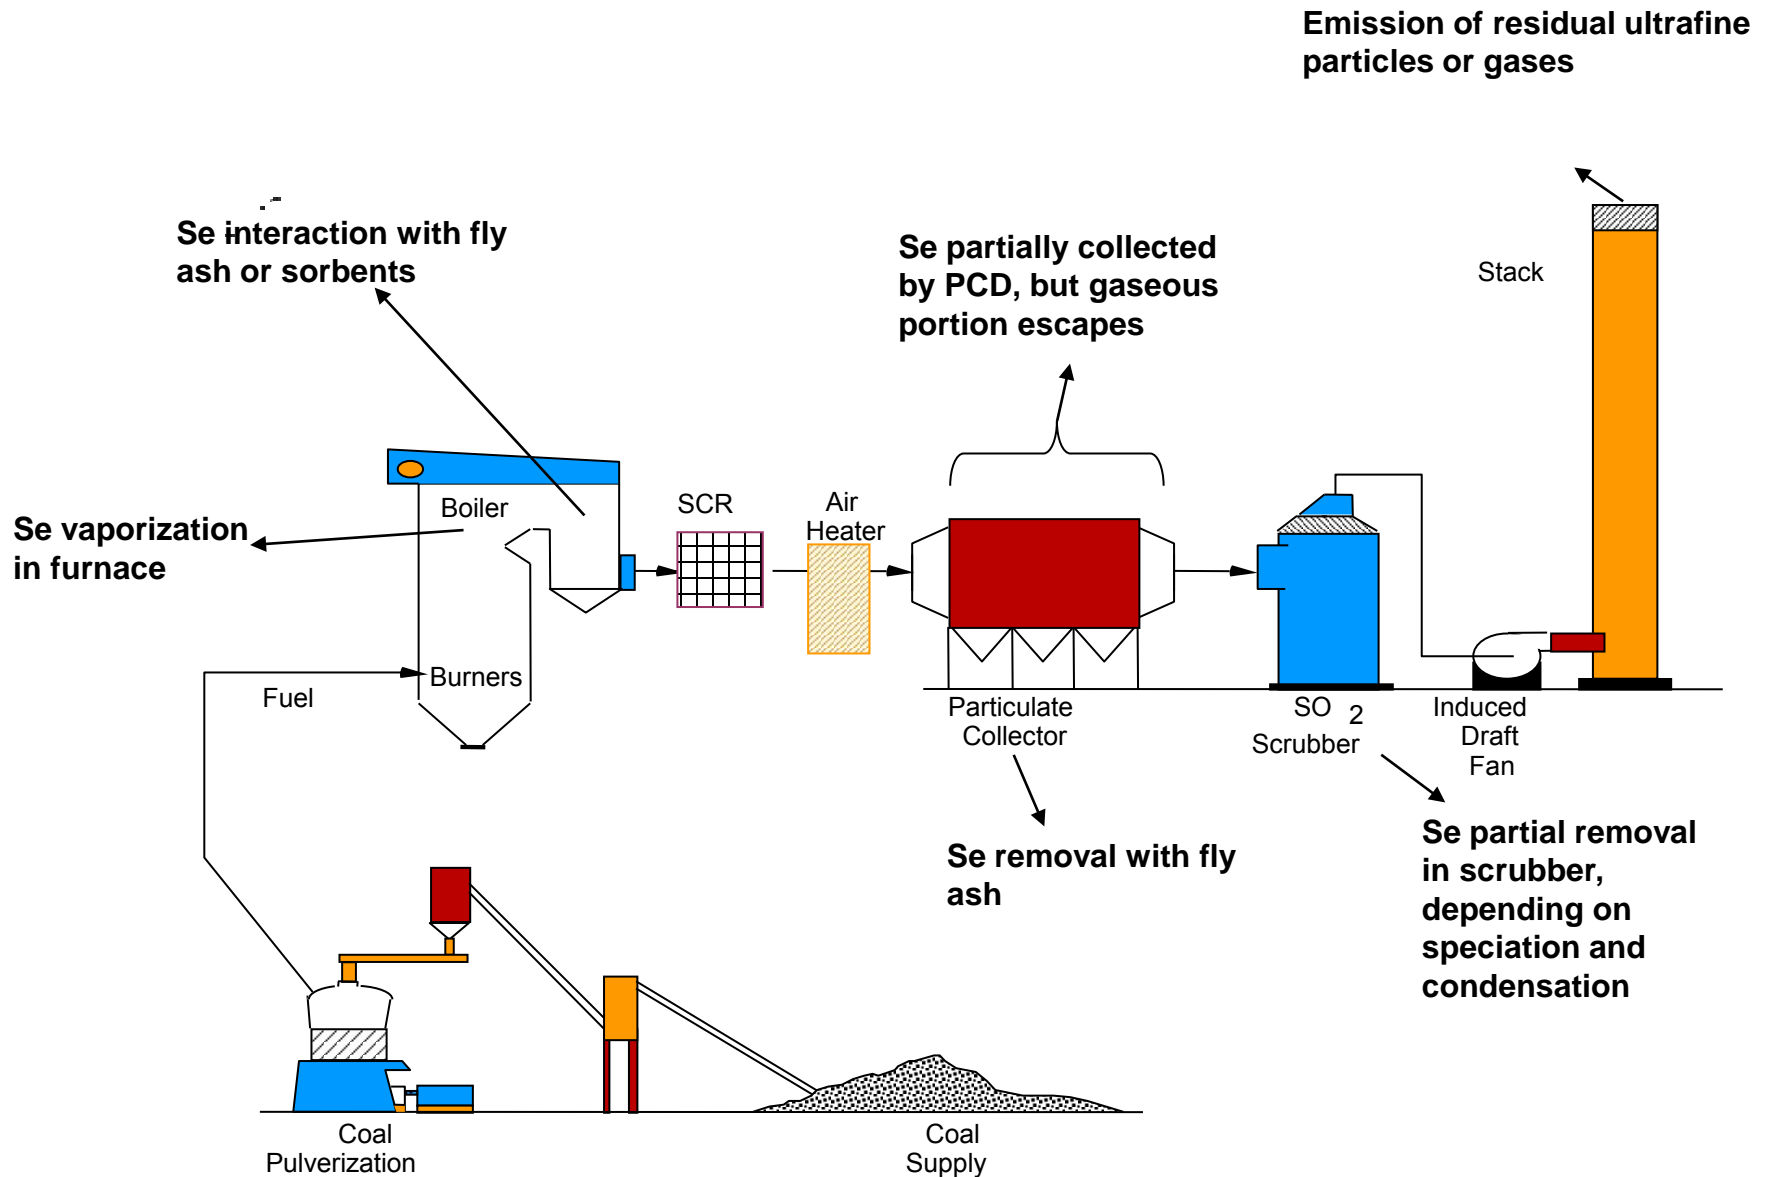 Emission of residual ultrafine
particles or gases
Se interaction with fly
ash or sorbents
Se partially collected
by PCD, but gaseous
portion escapes
Stack
Se vaporization
in furnace
Boiler
SCR
Air
Heater
Burners
Fuel
Particulate
Collector
SO 2
Scrubber
Induced
Draft
Fan
Se removal with fly
ash
Se partial removal
in scrubber,
depending on
speciation and
condensation
Coal
Pulverization
Coal
Supply